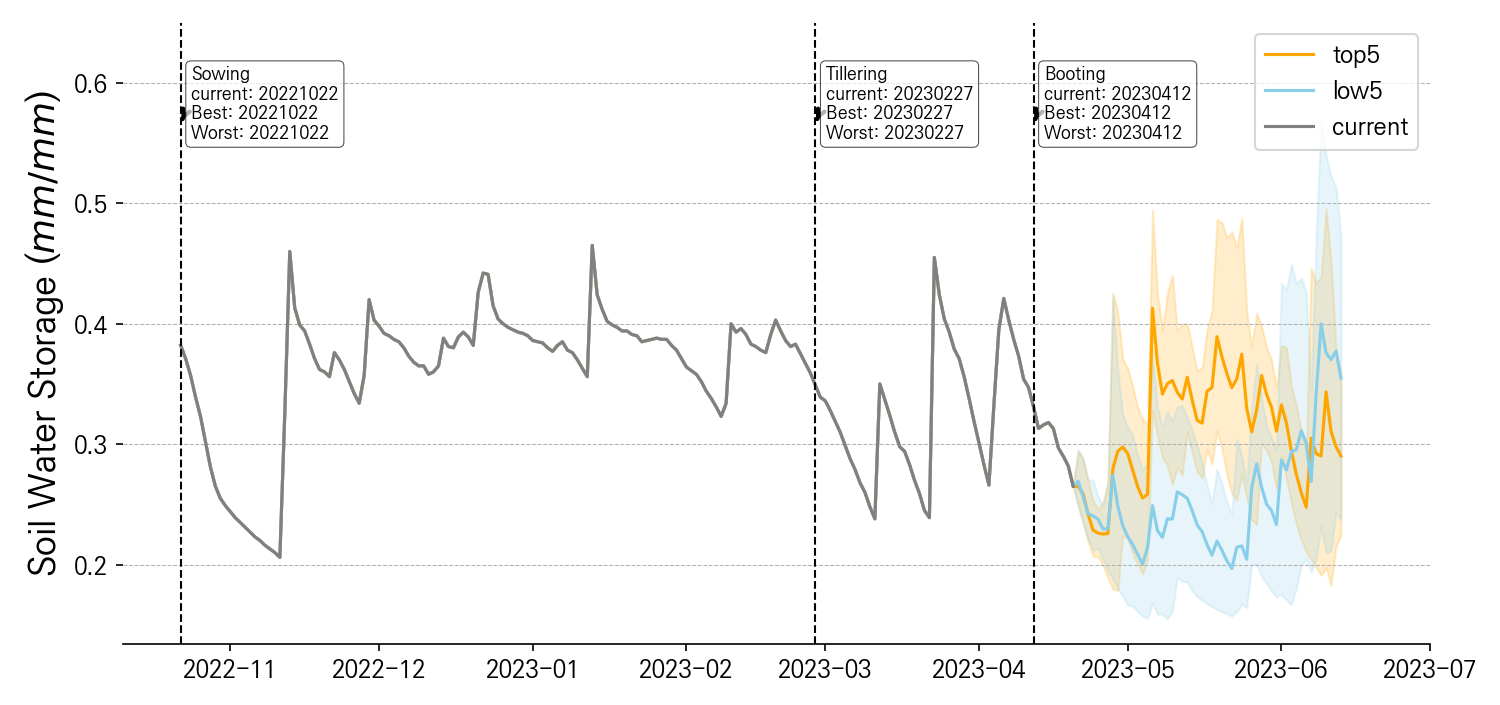 Soil Water Storage (mm/mm)
0.6
0.5
0.4
0.3
0.2
Sowing
current: 20221022
Best: 20221022
Worst: 20221022
Tillering
current: 20230227
Best: 20230227
Worst: 20230227
Booting
current: 20230412
Best: 20230412
Worst: 20230412
top5
low5
current
2022-11
2022-12
2023-01
2023-02
2023-03
2023-04
2023-05
2023-06
2023-07